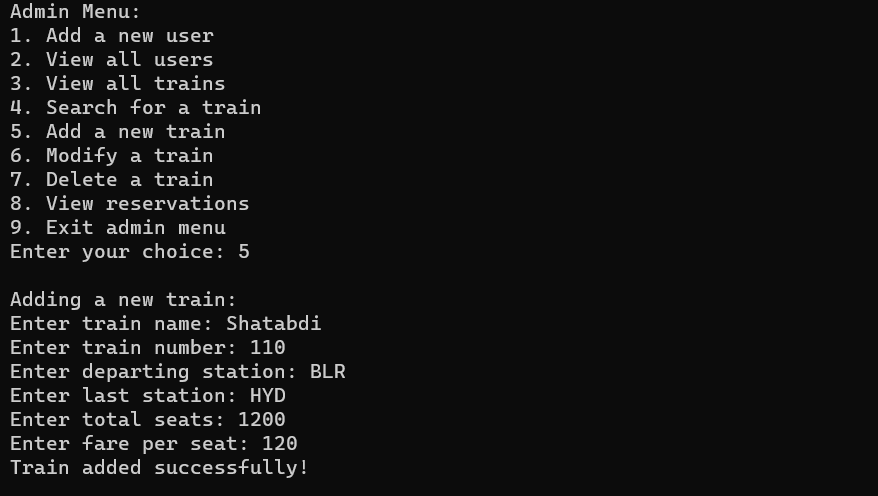 Admin Menu:
1. Add a new user
2. View all users
3. View all trains
4. Search for a train
5. Add a new train
6. Modify a train
7. Delete a train
8. View reservations
9. Exit admin menu
Enter your choice: 5
Adding a new train:
Enter train name: Shatabdi
Enter train number: 110
Enter departing station: BLR
Enter last station: HYD
Enter total seats: 1200
Enter fare per seat: 120
Train added successfully!